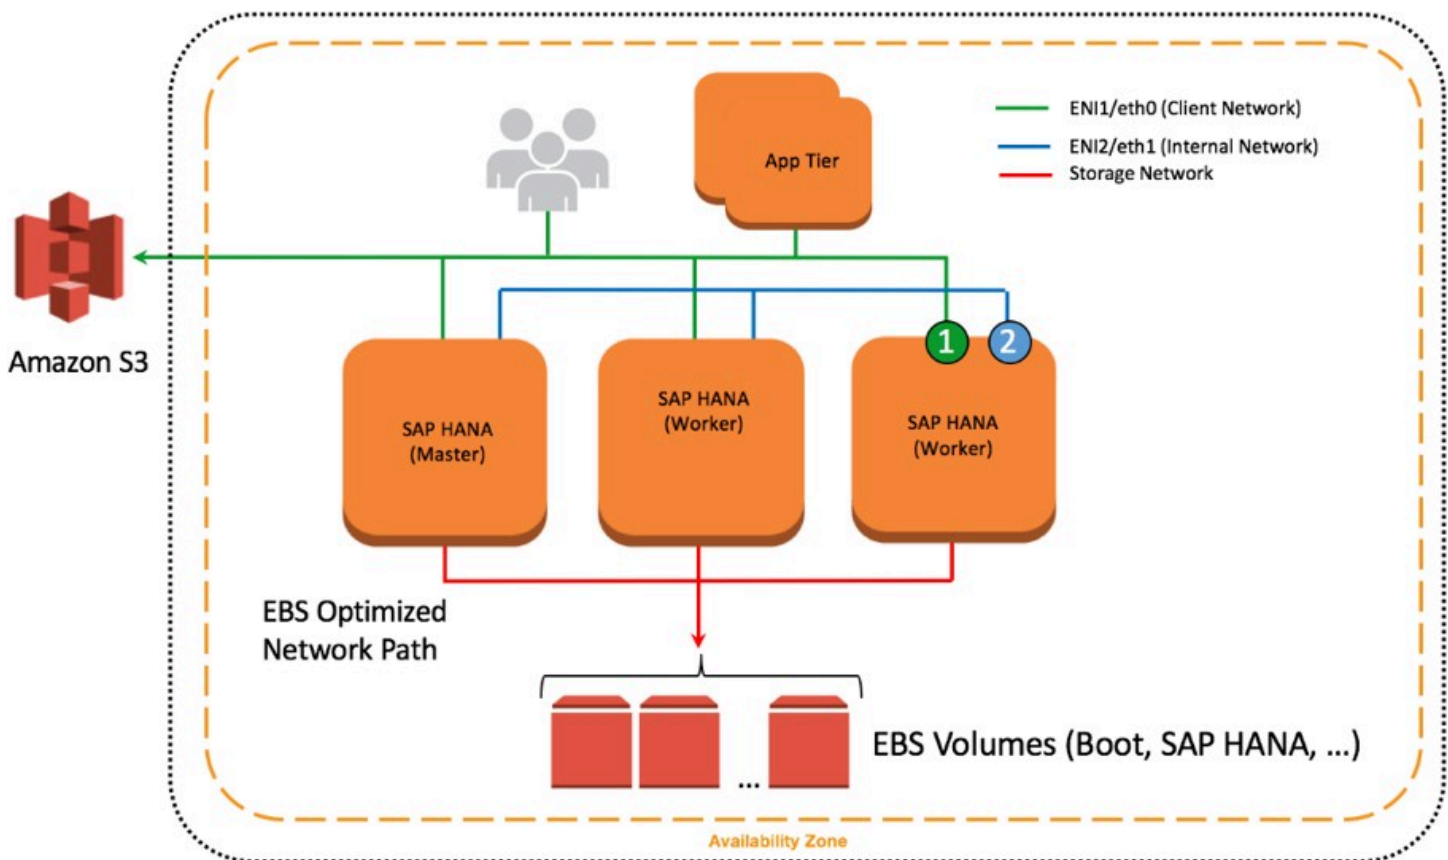 ENI1/eth0 (Client Network)
App Tier
ENI2/eth1 (Internal Network)
Storage Network
Amazon S3
1
2
SAP HANA
(Master)
SAP HANA
(Worker)
SAP HANA
(Worker)
EBS Optimized
Network Path
...
EBS Volumes (Boot, SAP HANA, ...)
Availability Zone